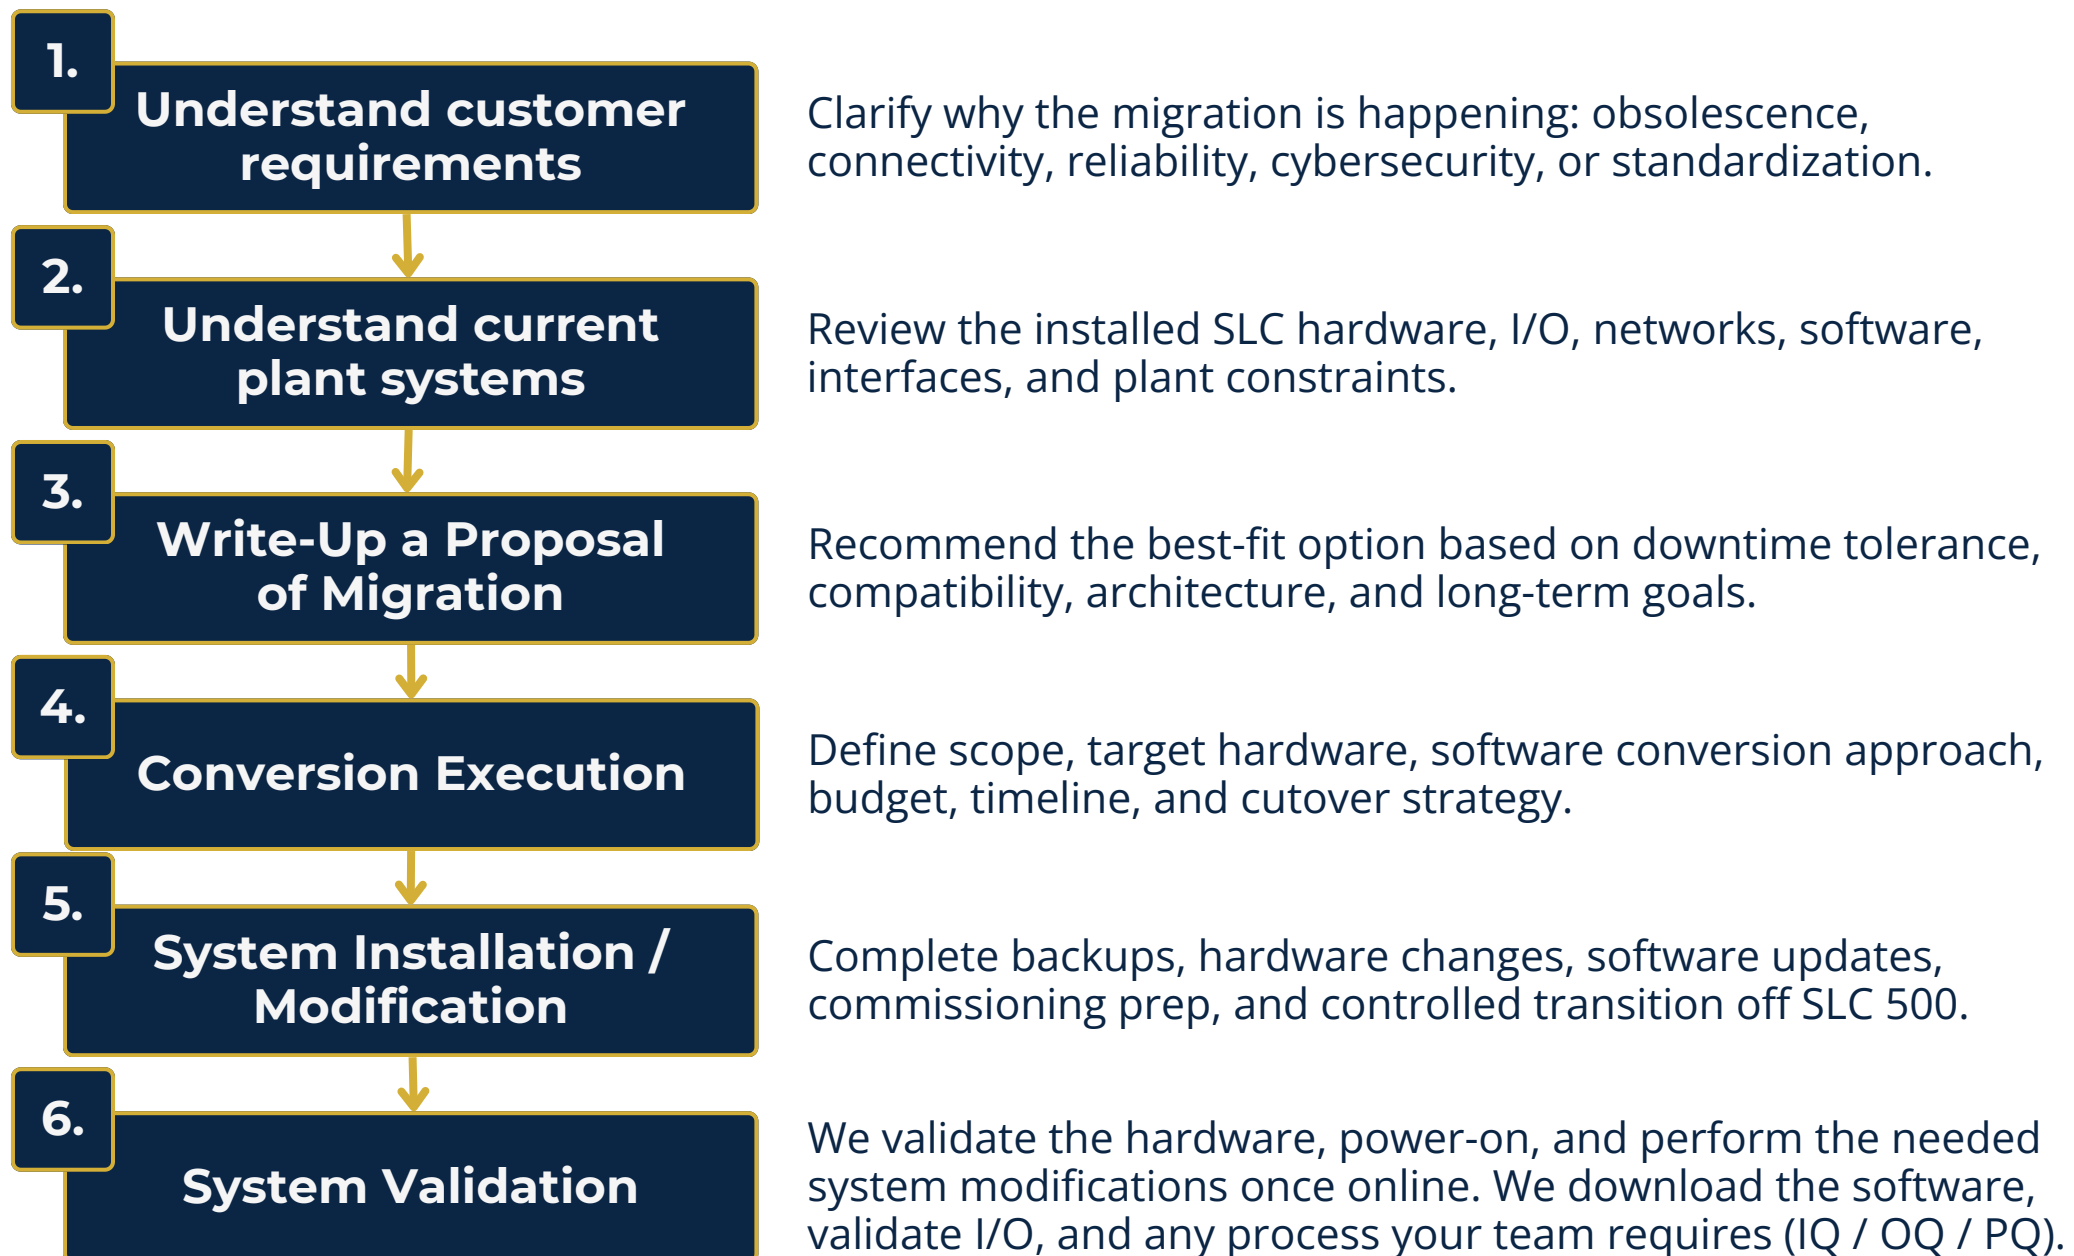 1.
Understand customer
requirements
Clarify why the migration is happening: obsolescence,
connectivity, reliability, cybersecurity, or standardization.
2.
Understand current
plant systems
Review the installed SLC hardware, I/O, networks, software,
interfaces, and plant constraints.
3.
Write-Up a Proposal
of Migration
Recommend the best-fit option based on downtime tolerance,
compatibility, architecture, and long-term goals.
4.
Conversion Execution
Define scope, target hardware, software conversion approach,
budget, timeline, and cutover strategy.
5.
System Installation /
Modification
Complete backups, hardware changes, software updates,
commissioning prep, and controlled transition off SLC 500.
6.
System Validation
We validate the hardware, power-on, and perform the needed
system modifications once online. We download the software,
validate I/O, and any process your team requires (IQ / OQ / PQ).